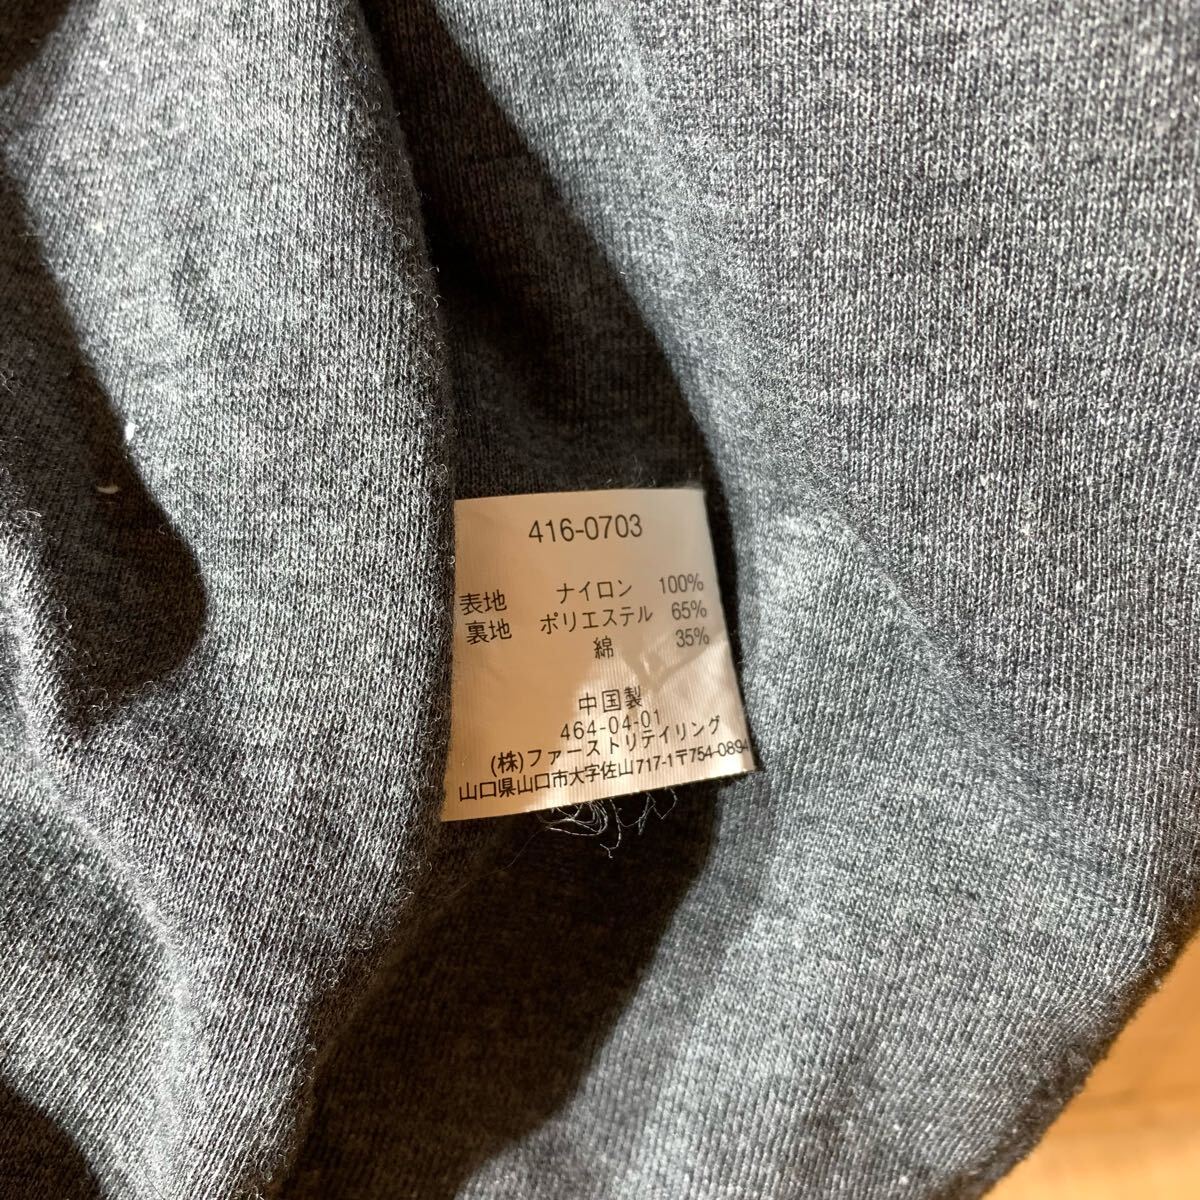 416-0703
表地 ナイロン 100%
裏地 ポリエステル 65%
綿 35%
中国製
464-04-01
(株)ファーストリテイリング
山口県山口市大字佐山717-1〒754-0894